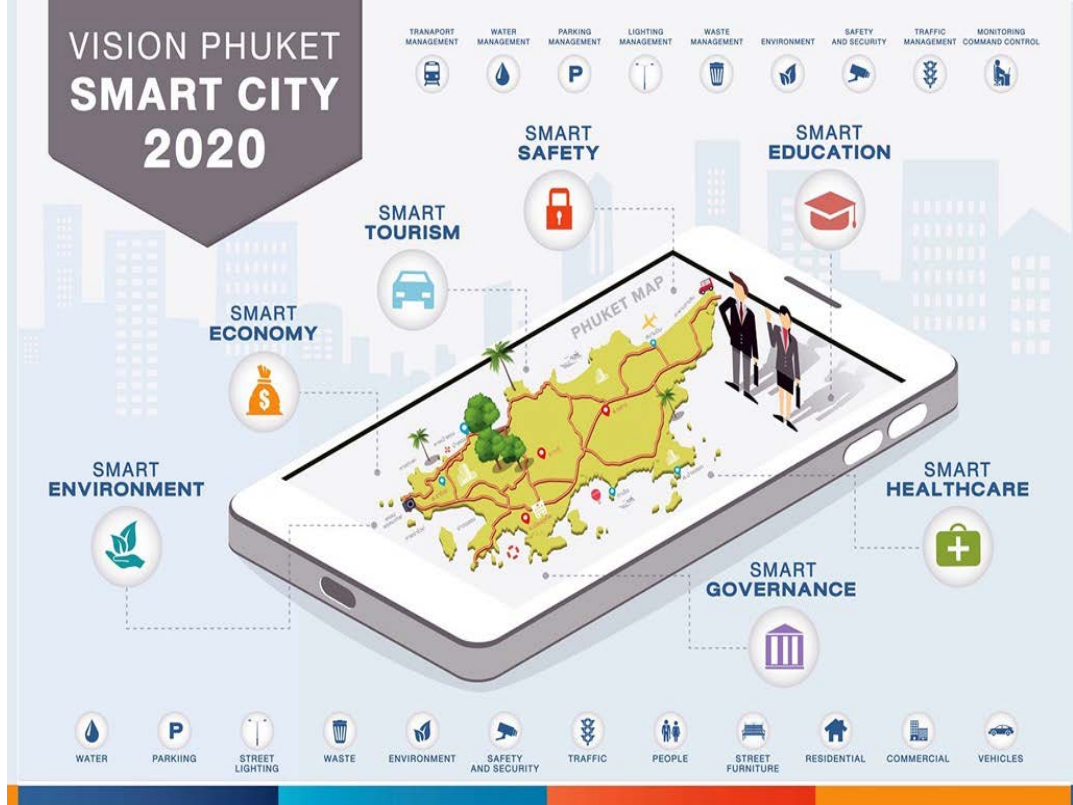 VISION PHUKET
SMART CITY
2020
TRANAPORT
MANAGEMENT
WATER
MANAGEMENT
PARKING
MANAGEMENT
LIGHTING
MANAGEMENT
WASTE
MANAGEMENT
ENVIRONMENT
SAFETY
AND SECURITY
TRAFFIC
MANAGEMENT
MONITORING
COMMAND CONTROL
P
SMART
SAFETY
SMART
EDUCATION
SMART
TOURISM
SMART
ECONOMY
$
PHUKET MAP
SMART
ENVIRONMENT
SMART
HEALTHCARE
SMART
GOVERNANCE
P
WATER
PARKIING
STREET
LIGHTING
WASTE
ENVIRONMENT
SAFETY
AND SECURITY
TRAFFIC
PEOPLE
STREET
FURNITURE
RESIDENTIAL
COMMERCIAL
VEHICLES